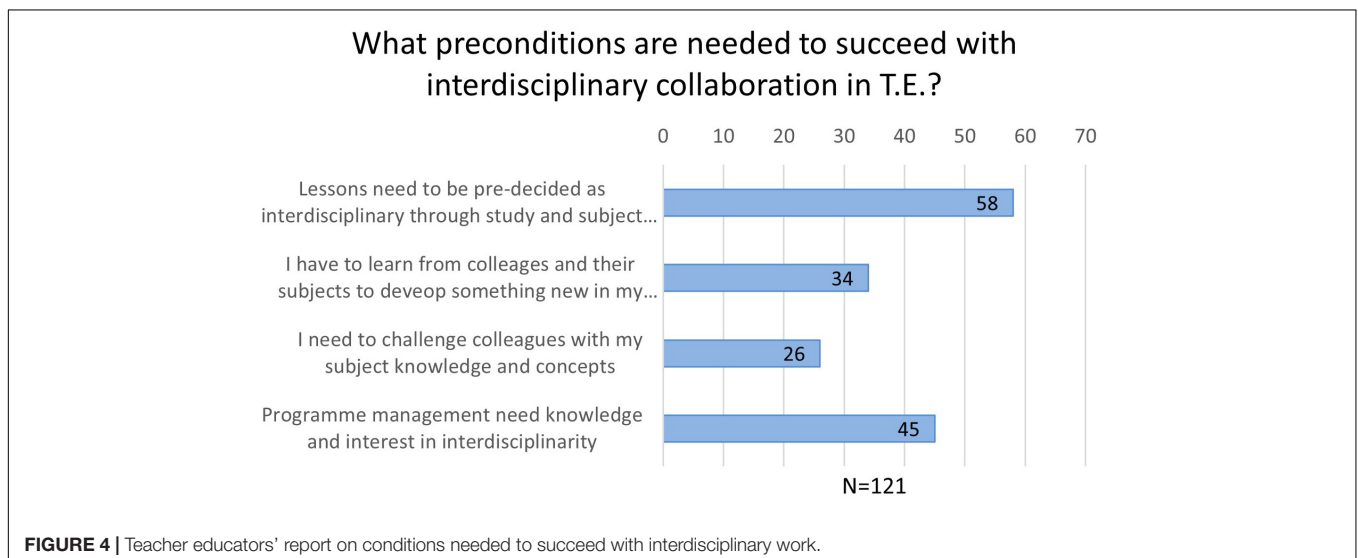 What preconditions are needed to succeed with
interdisciplinary collaboration in T.E.?
0 10 20 30 40 50 60 70
Lessons need to be pre-decided as
interdisciplinary through study and subject...
58
I have to learn from colleages and their
subjects to deveop something new in my...
34
I need to challenge colleagues with my
subject knowledge and concepts
26
Programme management need knowledge
and interest in interdisciplinarity
45
N=121
FIGURE 4 | Teacher educators' report on conditions needed to succeed with interdisciplinary work.